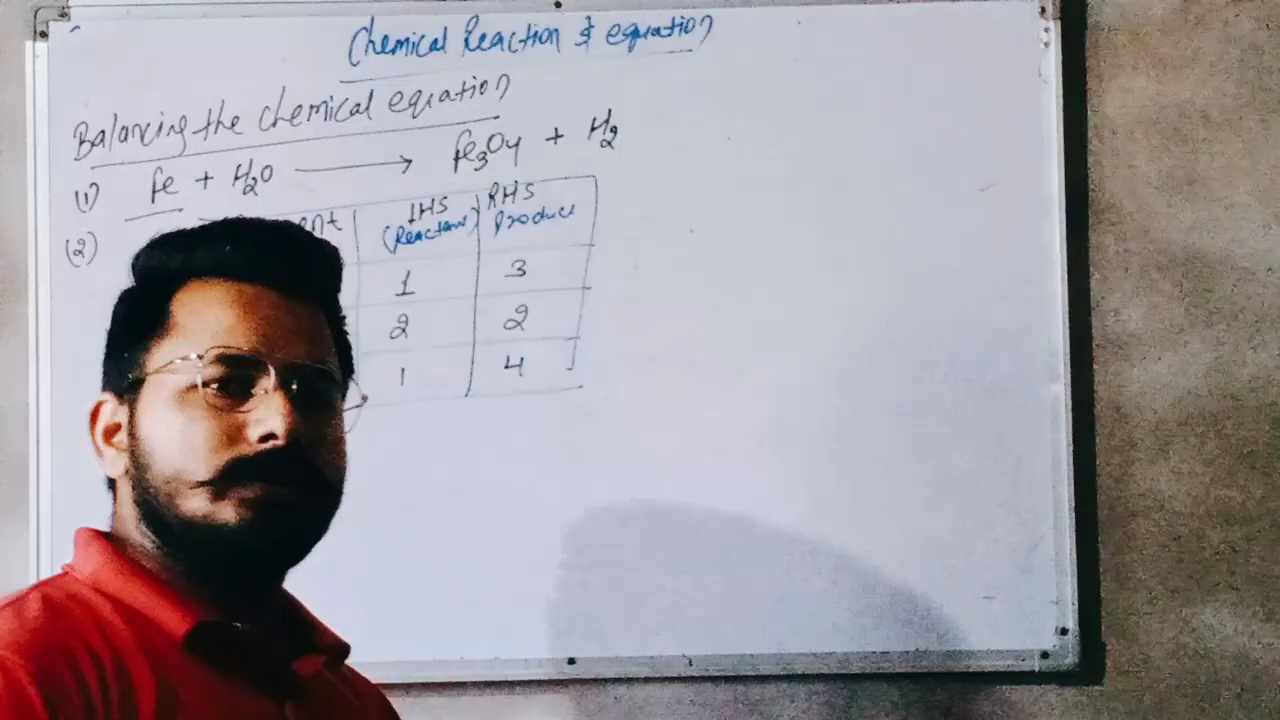 Chemical Reaction & equation
Balancing the chemical equation
(1) Fe + H2O ⟶ Fe3O4 + H2
(2) ent LHS RHS
(Reactant) Product
1 3
2 2
1 4